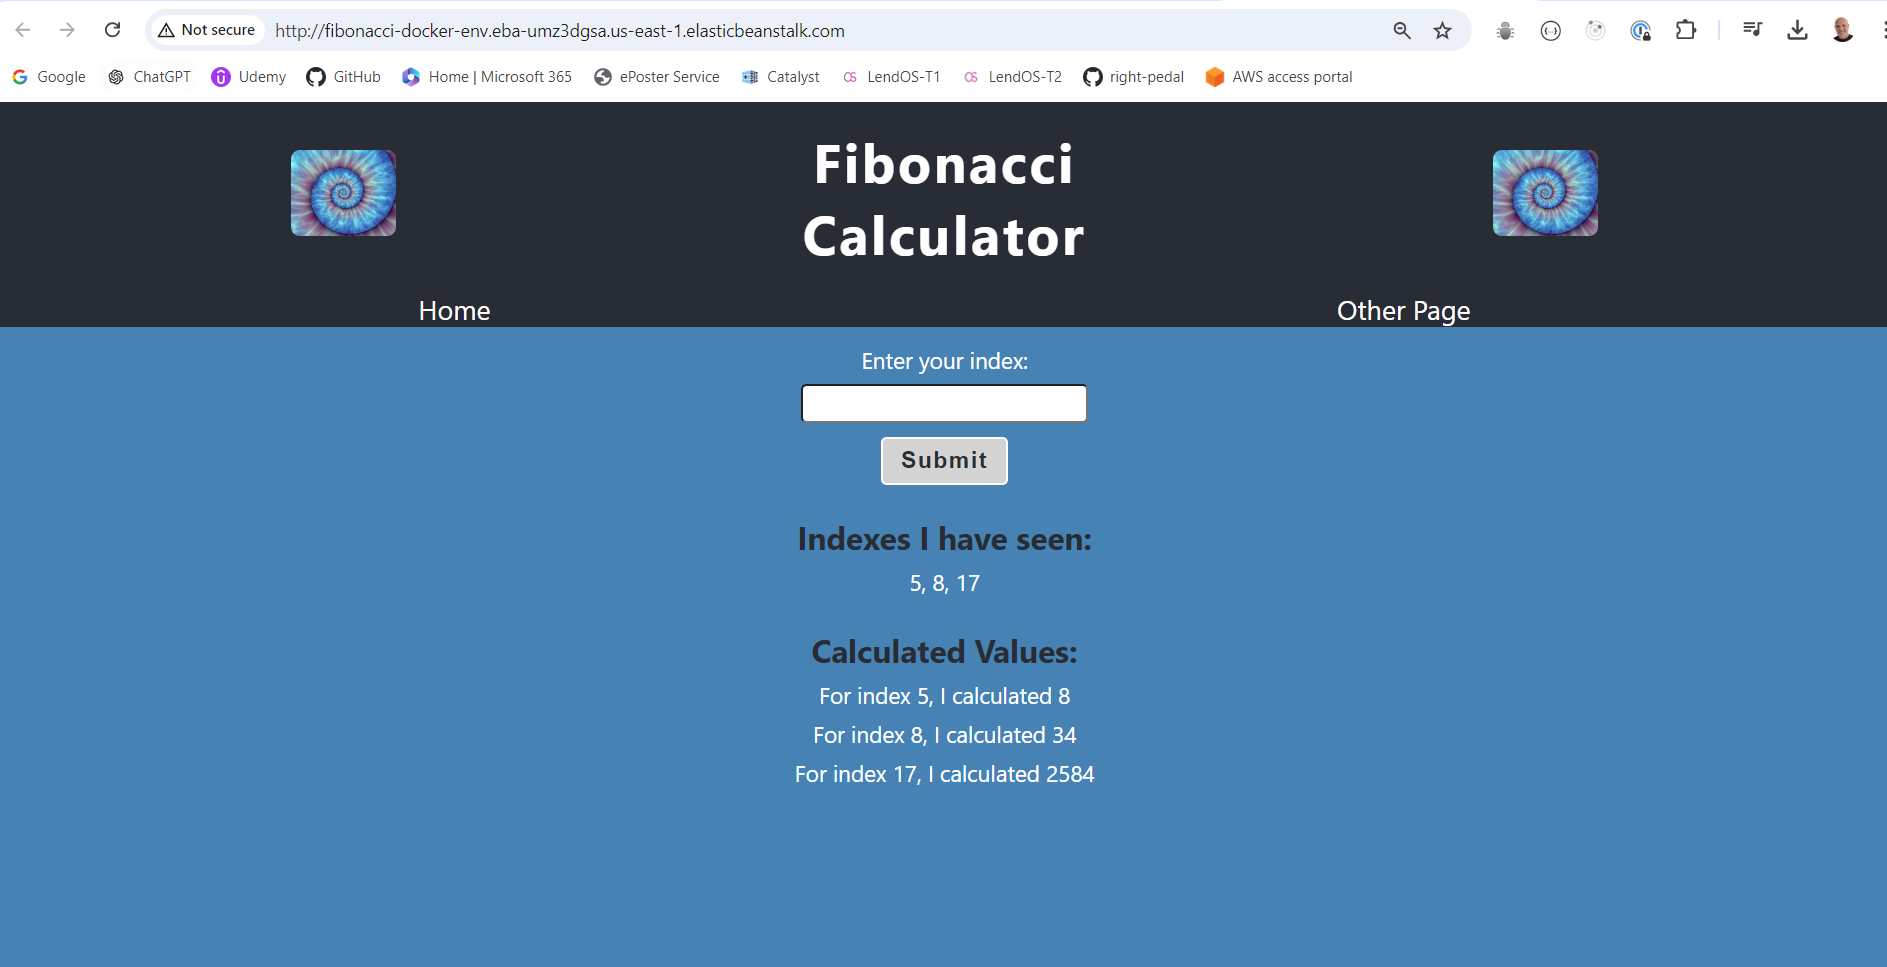 Not secure http://fibonacci-docker-env.eba-umz3dgsa.us-east-1.elasticbeanstalk.com
Google ChatGPT Udemy GitHub Home | Microsoft 365 ePoster Service Catalyst LendOS-T1 LendOS-T2 right-pedal AWS access portal
Fibonacci
Calculator
Home Other Page
Enter your index:
Submit
Indexes I have seen:
5, 8, 17
Calculated Values:
For index 5, I calculated 8
For index 8, I calculated 34
For index 17, I calculated 2584